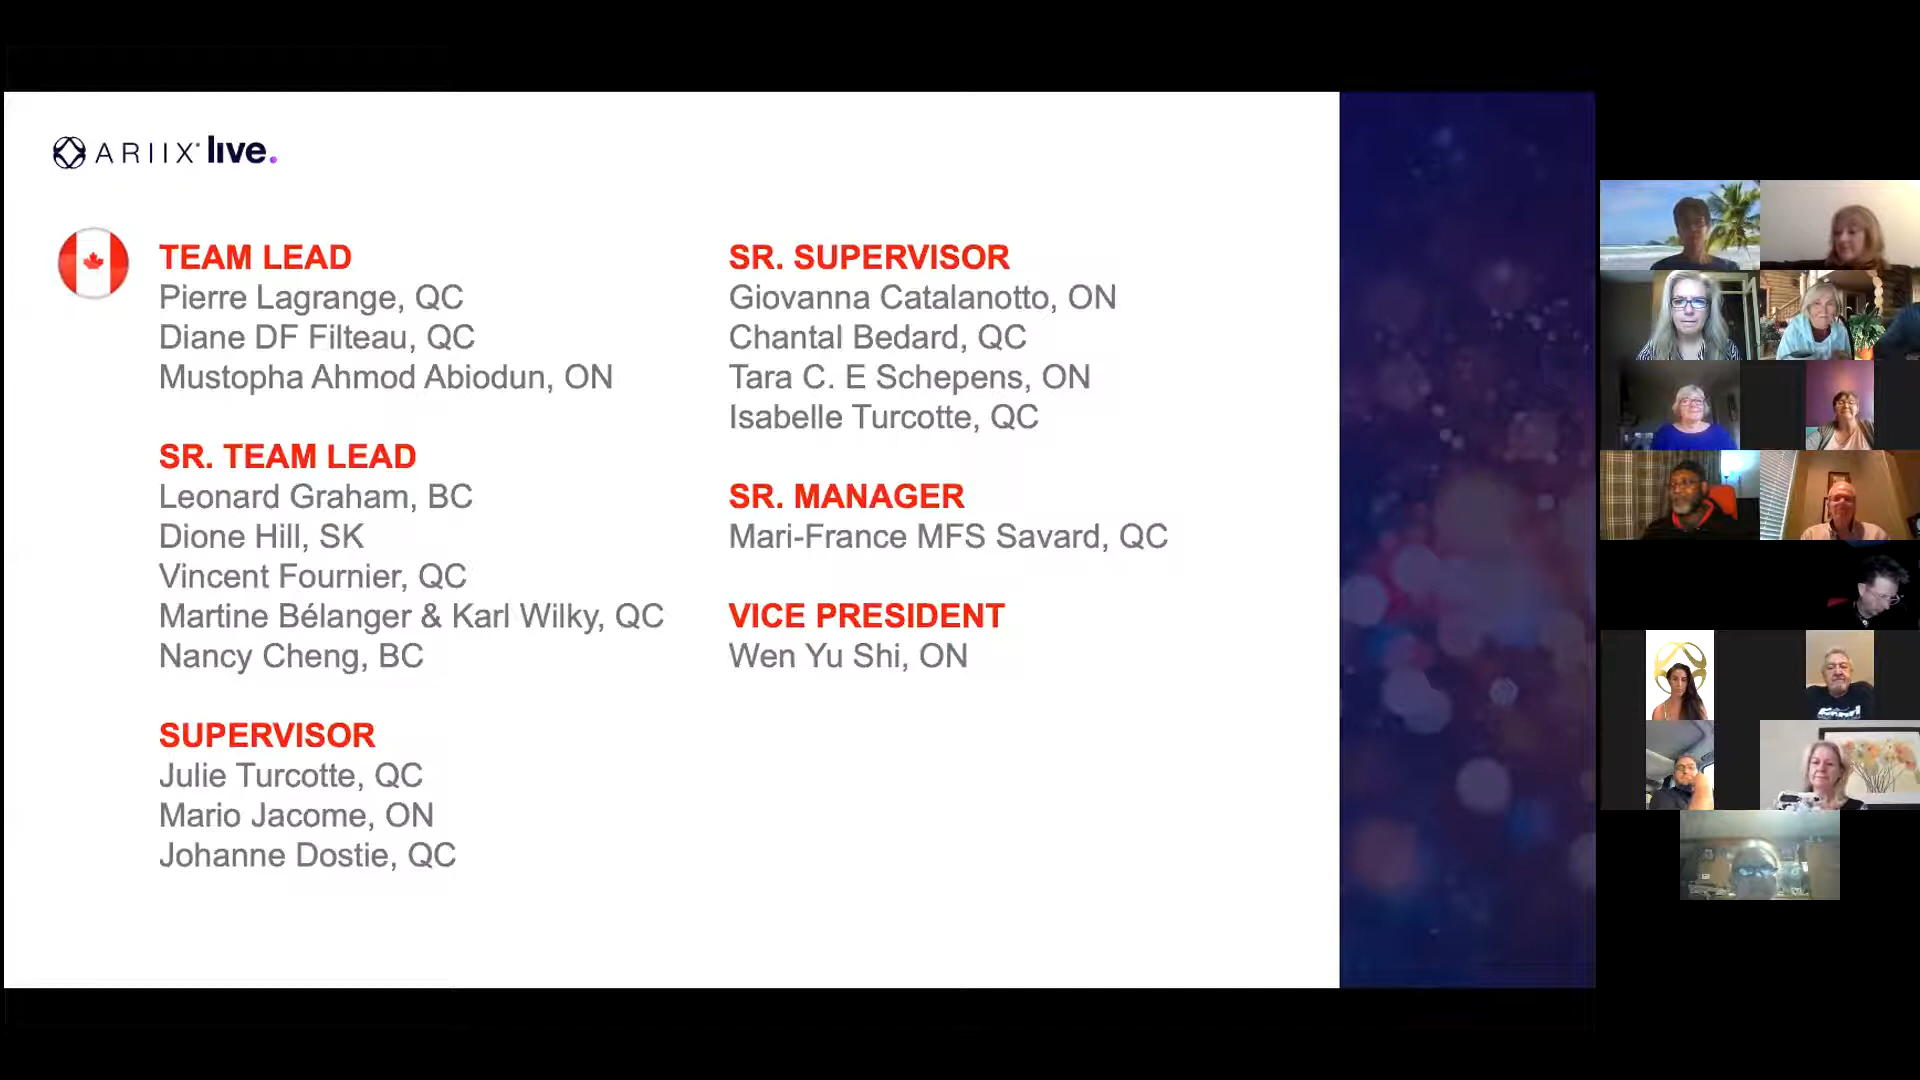 ARIIX live.
TEAM LEAD
Pierre Lagrange, QC
Diane DF Filteau, QC
Mustopha Ahmod Abiodun, ON
SR. TEAM LEAD
Leonard Graham, BC
Dione Hill, SK
Vincent Fournier, QC
Martine Bélanger & Karl Wilky, QC
Nancy Cheng, BC
SUPERVISOR
Julie Turcotte, QC
Mario Jacome, ON
Johanne Dostie, QC
SR. SUPERVISOR
Giovanna Catalanotto, ON
Chantal Bedard, QC
Tara C. E Schepens, ON
Isabelle Turcotte, QC
SR. MANAGER
Mari-France MFS Savard, QC
VICE PRESIDENT
Wen Yu Shi, ON